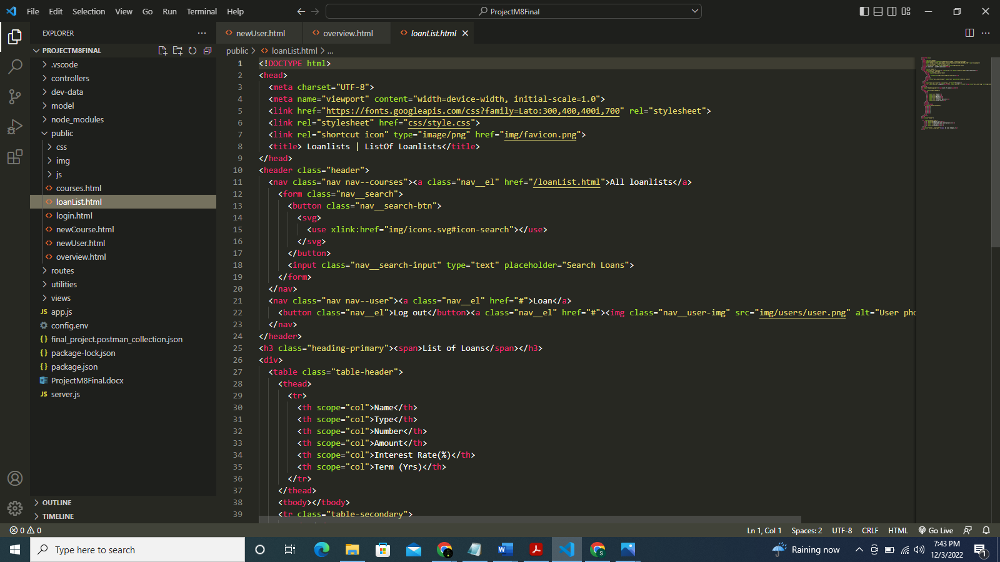 File Edit Selection View Go Run Terminal Help
ProjectM8Final
EXPLORER
PROJECTM8FINAL
.vscode
controllers
dev-data
model
node_modules
public
css
img
js
courses.html
loanList.html
login.html
newCourse.html
newUser.html
overview.html
routes
utilities
views
JS app.js
config.env
{} final_project.postman_collection.json
{} package-lock.json
{} package.json
ProjectM8Final.docx
JS server.js
OUTLINE
TIMELINE
newUser.html overview.html loanList.html
public > loanList.html > ...
1 <!DOCTYPE html>
2 <head>
3 <meta charset="UTF-8">
4 <meta name="viewport" content="width=device-width, initial-scale=1.0">
5 <link href="https://fonts.googleapis.com/css?family=Lato:300,400,400i,700" rel="stylesheet">
6 <link rel="stylesheet" href="css/style.css">
7 <link rel="shortcut icon" type="image/png" href="img/favicon.png">
8 <title> Loanlists | ListOf Loanlists</title>
9 </head>
10 <header class="header">
11 <nav class="nav nav--courses"><a class="nav__el" href="/loanList.html">All loanlists</a>
12 <form class="nav__search">
13 <button class="nav__search-btn">
14 <svg>
15 <use xlink:href="img/icons.svg#icon-search"></use>
16 </svg>
17 </button>
18 <input class="nav__search-input" type="text" placeholder="Search Loans">
19 </form>
20 </nav>
21 <nav class="nav nav--user"><a class="nav__el" href="#">Loan</a>
22 <button class="nav__el">Log out</button><a class="nav__el" href="#"><img class="nav__user-img" src="img/users/user.png" alt="User pho
23 </nav>
24 </header>
25 <h3 class="heading-primary"><span>List of Loans</span></h3>
26 <div>
27 <table class="table-header">
28 <thead>
29 <tr>
30 <th scope="col">Name</th>
31 <th scope="col">Type</th>
32 <th scope="col">Number</th>
33 <th scope="col">Amount</th>
34 <th scope="col">Interest Rate(%)</th>
35 <th scope="col">Term (Yrs)</th>
36 </tr>
37 </thead>
38 <tbody></tbody>
39 <tr class="table-secondary">
0 0 Ln 1, Col 1 Spaces: 2 UTF-8 CRLF HTML Go Live
Type here to search
Raining now
7:43 PM
12/3/2022
1